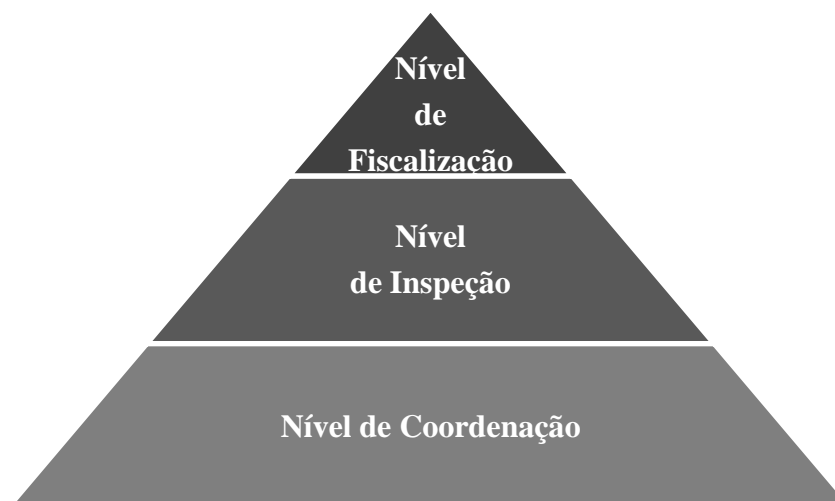 Nível
de
Fiscalização
Nível
de Inspeção
Nível de Coordenação